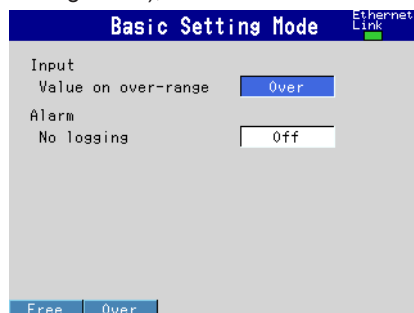 Basic Setting Mode
Ethernet
Link
Input
Value on over-range Over
Alarm
No logging Off
Free Over